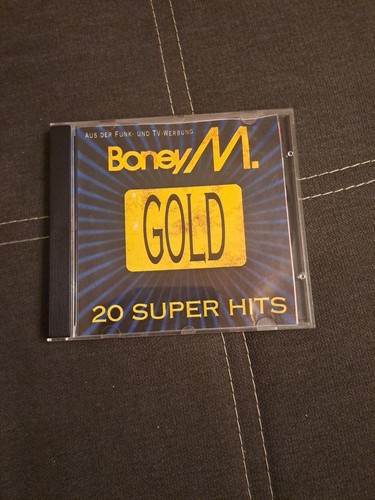 AUS DER FUNK- UND TV-WERBUNG
Boney M.
GOLD
20 SUPER HITS